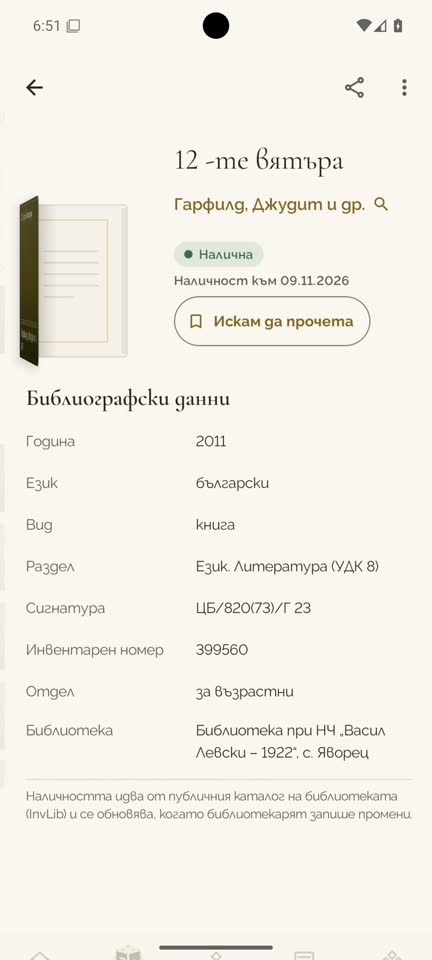 6:51
12 -те вятъра
Гарфилд, Джудит и др.
Налична
Наличност към 09.11.2026
Искам да прочета
Библиографски данни
Година 2011
Език български
Вид книга
Раздел Език. Литература (УДК 8)
Сигнатура ЦБ/820(73)/Г 23
Инвентарен номер 399560
Отдел за възрастни
Библиотека Библиотека при НЧ „Васил
Левски – 1922“, с. Яворец
Наличността идва от публичния каталог на библиотеката
(InvLib) и се обновява, когато библиотекарят запише промени.